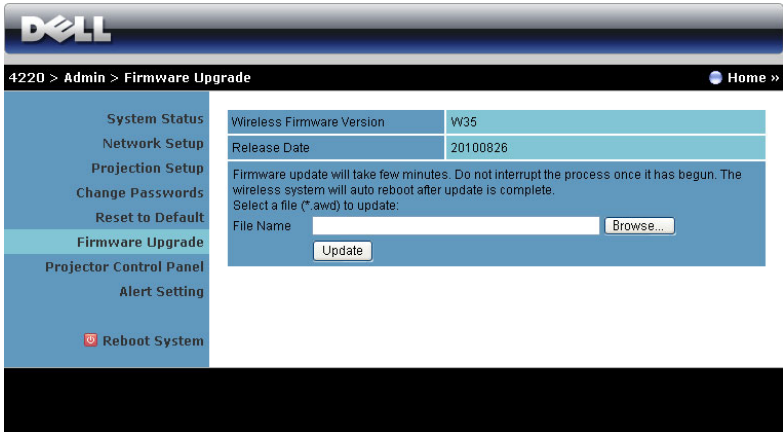 DELL
4220 > Admin > Firmware Upgrade
Home »
System Status
Network Setup
Projection Setup
Change Passwords
Reset to Default
Firmware Upgrade
Projector Control Panel
Alert Setting
Reboot System
Wireless Firmware Version W35
Release Date 20100826
Firmware update will take few minutes. Do not interrupt the process once it has begun. The
wireless system will auto reboot after update is complete.
Select a file (*.awd) to update:
File Name Browse...
Update